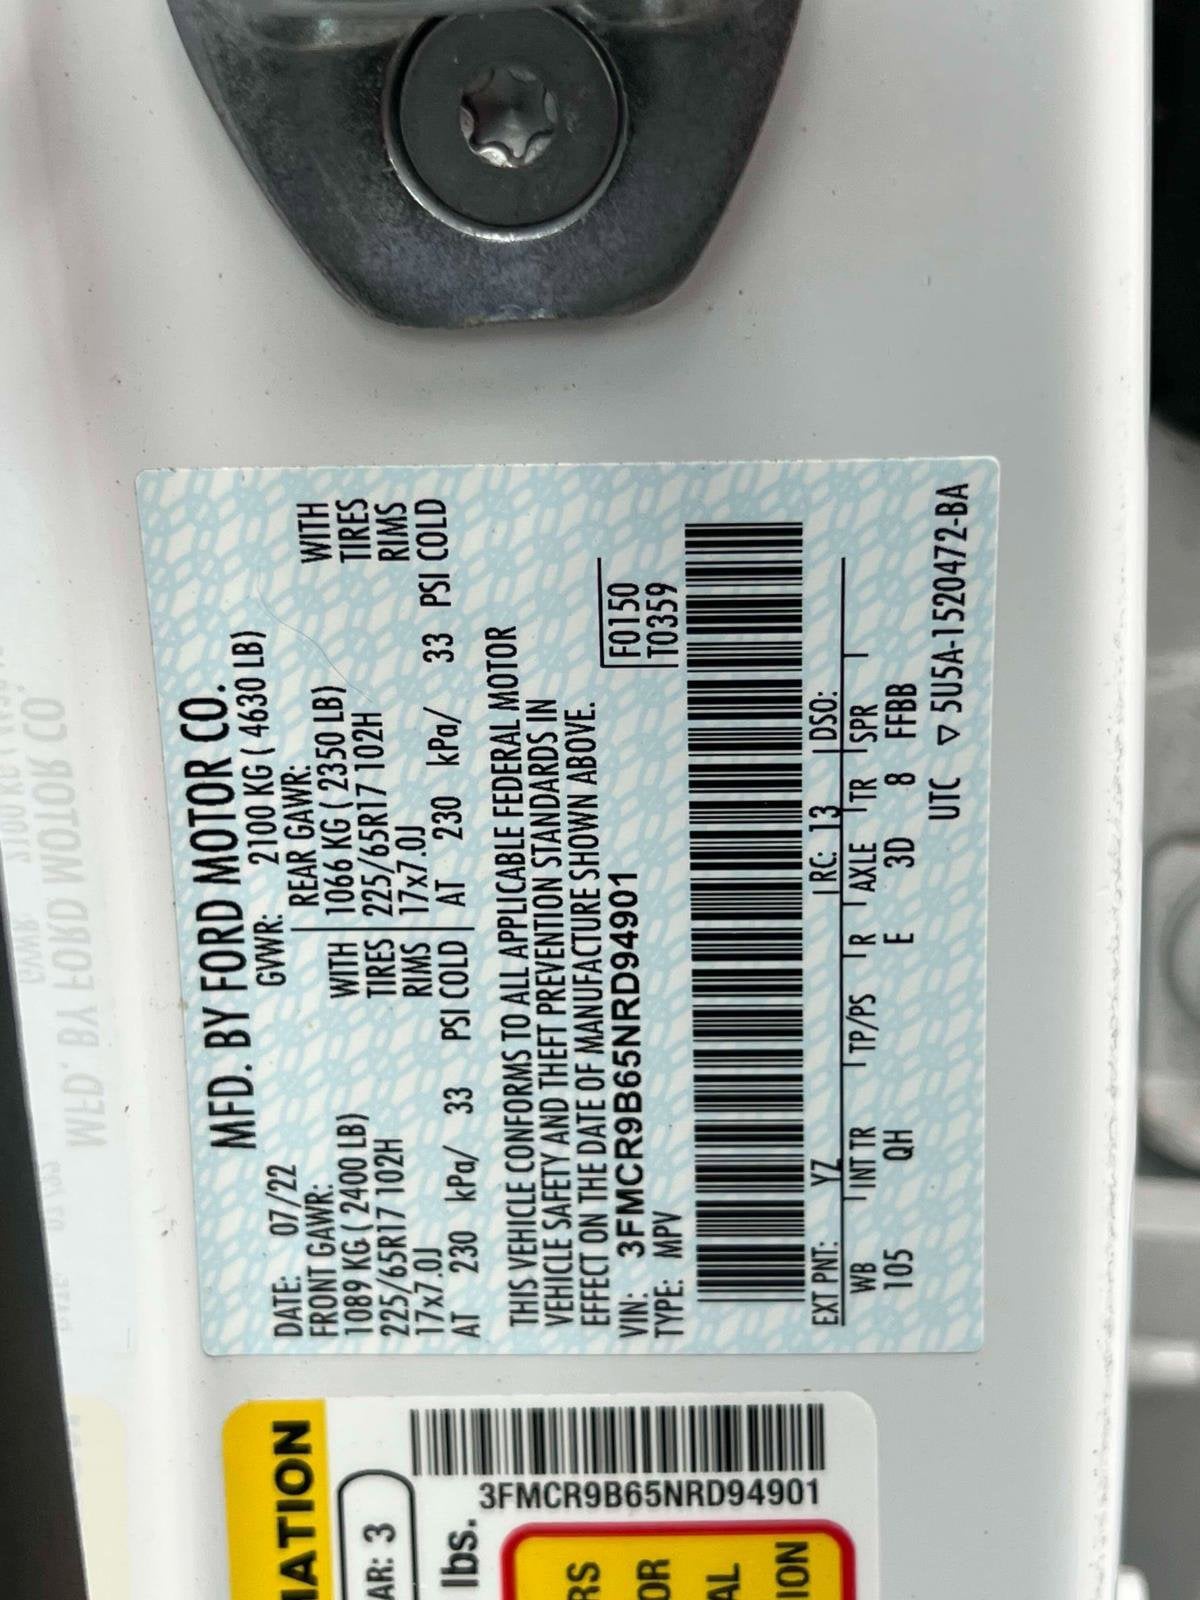 MFD. BY FORD MOTOR CO.
DATE: 07/22 GVWR: 2100 KG ( 4630 LB)
FRONT GAWR: REAR GAWR:
1089 KG ( 2400 LB) WITH 1066 KG ( 2350 LB) WITH
225/65R17 102H TIRES 225/65R17 102H TIRES
17x7.0J RIMS 17x7.0J RIMS
AT 230 kPa/ 33 PSI COLD AT 230 kPa/ 33 PSI COLD
THIS VEHICLE CONFORMS TO ALL APPLICABLE FEDERAL MOTOR
VEHICLE SAFETY AND THEFT PREVENTION STANDARDS IN
EFFECT ON THE DATE OF MANUFACTURE SHOWN ABOVE.
VIN: 3FMCR9B65NRD94901 F0150
TYPE: MPV T0359
EXT PNT: YZ RC: 13 DSO:
WB INT TR TP/PS R AXLE TR SPR
105 QH E 3D 8 FFBB
UTC ▽ 5U5A-1520472-BA
MATION
AR: 3
3FMCR9B65NRD94901
lbs.
RS
OR
AL
ION